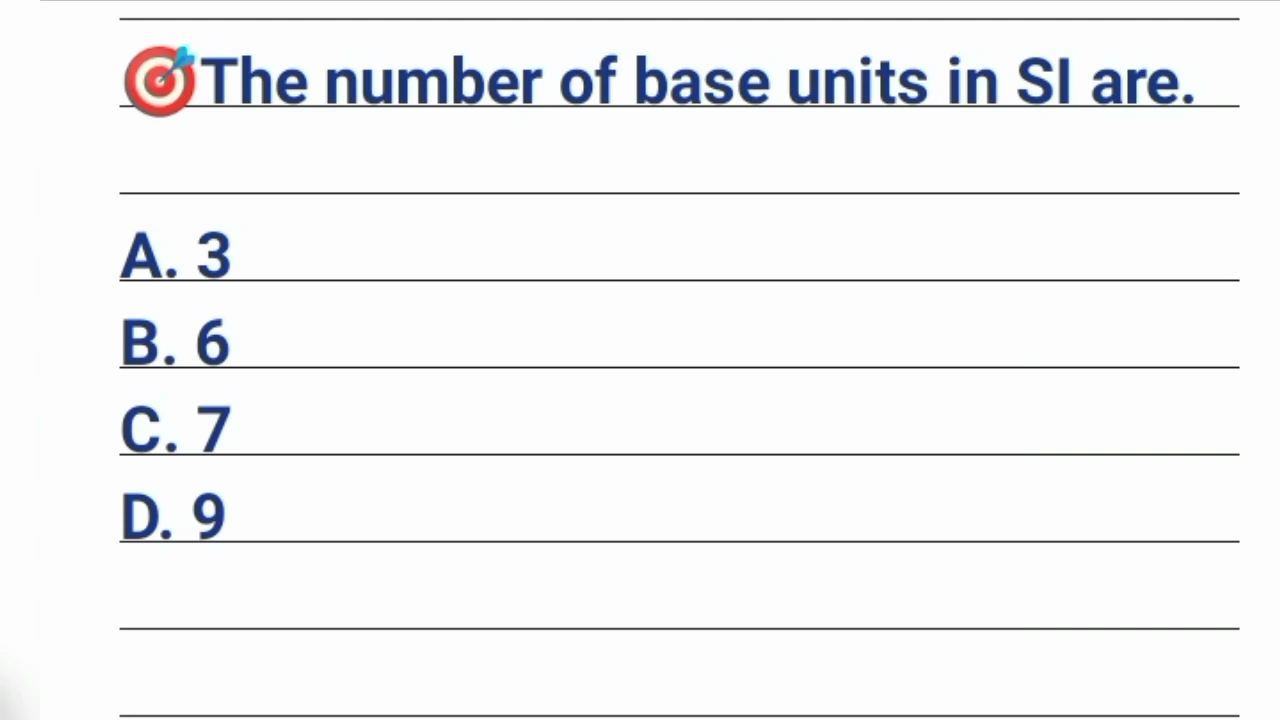 🎯The number of base units in SI are.
A. 3
B. 6
C. 7
D. 9